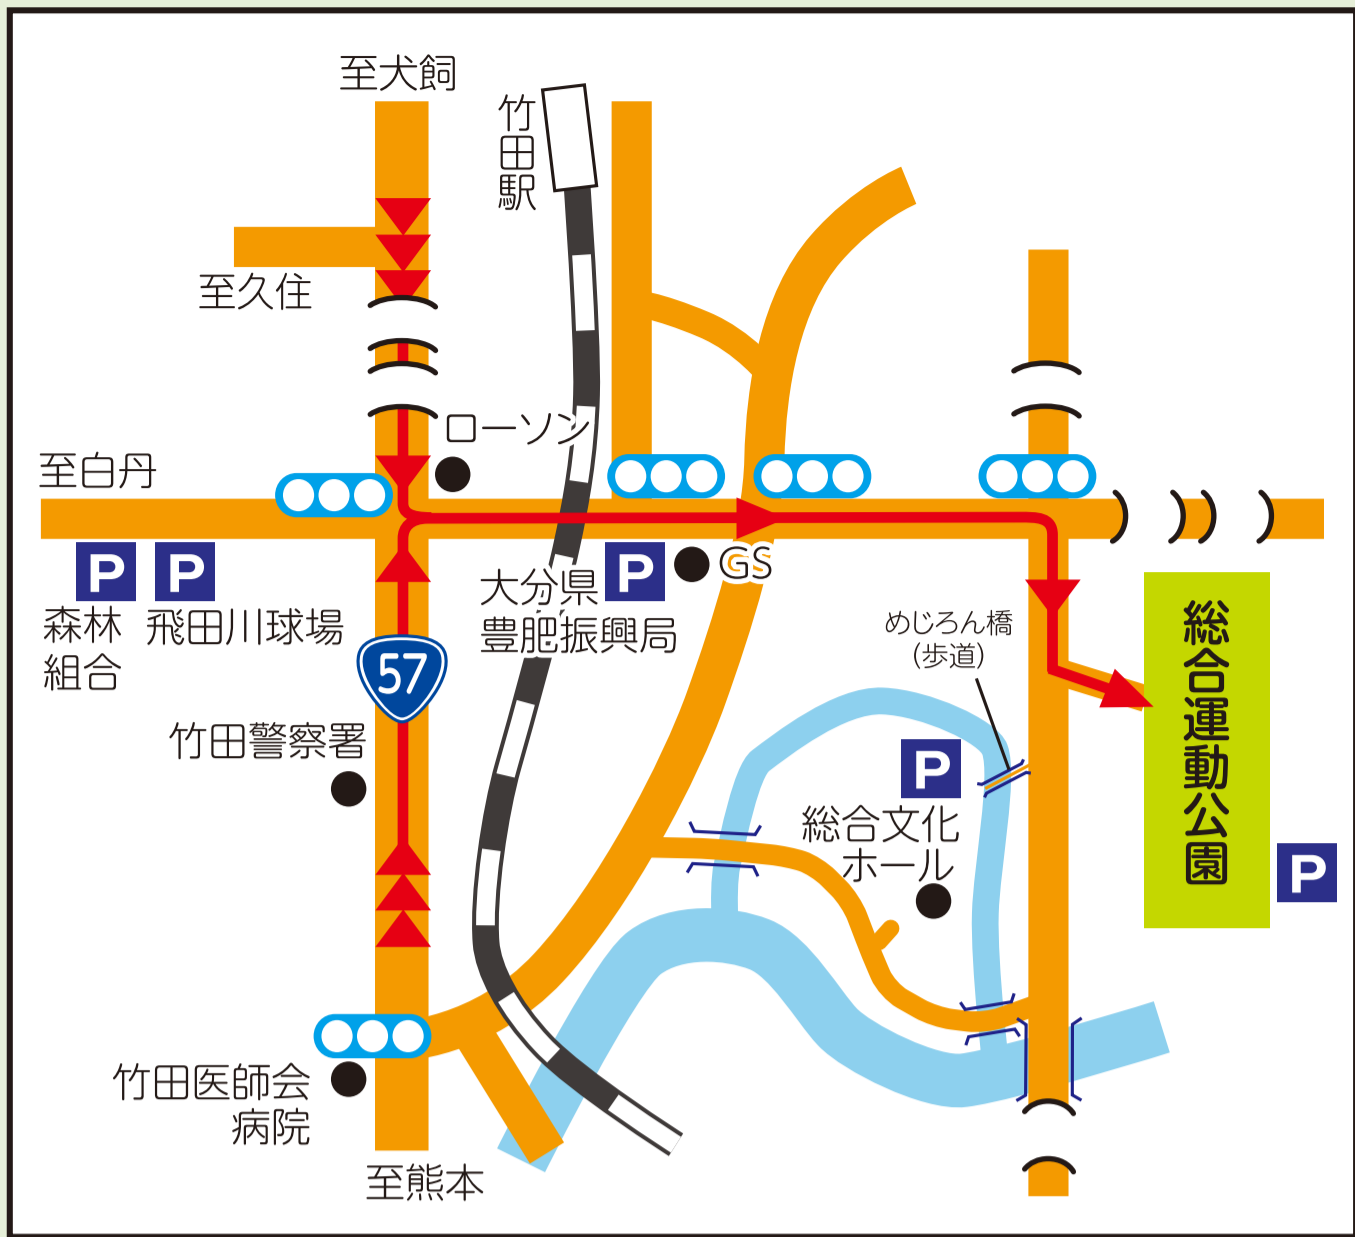 至犬飼
竹田駅
至久住
ローソン
至白丹
P
P
P
GS
森林
組合
飛田川球場
大分県
豊肥振興局
めじろん橋
(歩道)
総合運動公園
57
竹田警察署
P
総合文化
ホール
P
竹田医師会
病院
至熊本